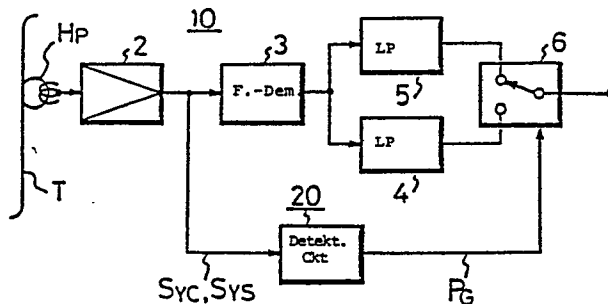 HP
2
10
3
F.-Dem.
LP
5
6
LP
4
T
20
Detekt.
Ckt
SYC, SYS
PG